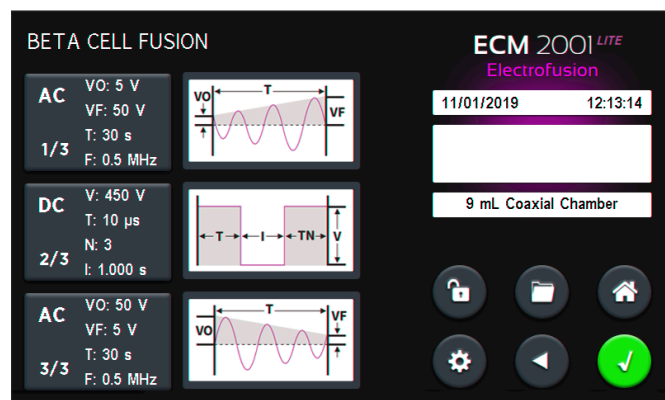 BETA CELL FUSION
ECM 2001 LITE
Electrofusion
11/01/2019 12:13:14
9 mL Coaxial Chamber
AC
1/3
VO: 5 V
VF: 50 V
T: 30 s
F: 0.5 MHz
VO
T
VF
DC
2/3
V: 450 V
T: 10 µs
N: 3
I: 1.000 s
T I TN V
AC
3/3
VO: 50 V
VF: 5 V
T: 30 s
F: 0.5 MHz
VO
T
VF